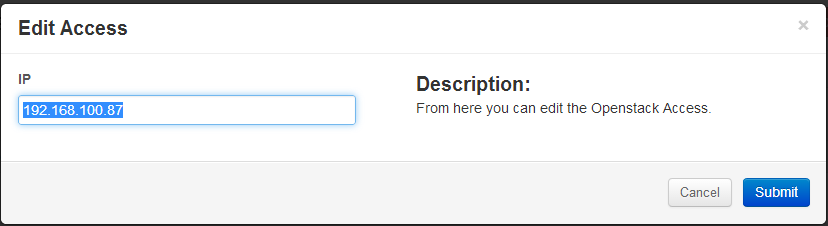 Edit Access
×
IP
192.168.100.87
Description:
From here you can edit the Openstack Access.
Cancel
Submit